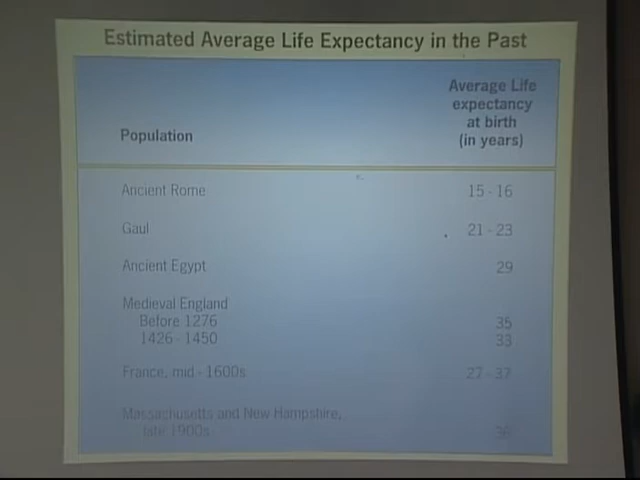 Estimated Average Life Expectancy in the Past
Average Life
expectancy
at birth
(in years)
Population
Ancient Rome 15 - 16
Gaul 21 - 23
Ancient Egypt 29
Medieval England
Before 1276 35
1426 - 1450 33
France, mid - 1600s 27 - 37
Massachusetts and New Hampshire,
late 1900s